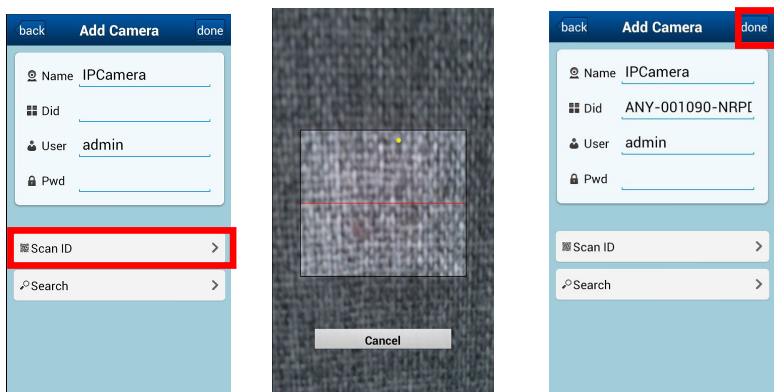 back Add Camera done
Name IPCamera
Did
User admin
Pwd
Scan ID
Search
Cancel
back Add Camera done
Name IPCamera
Did ANY-001090-NRPD
User admin
Pwd
Scan ID
Search